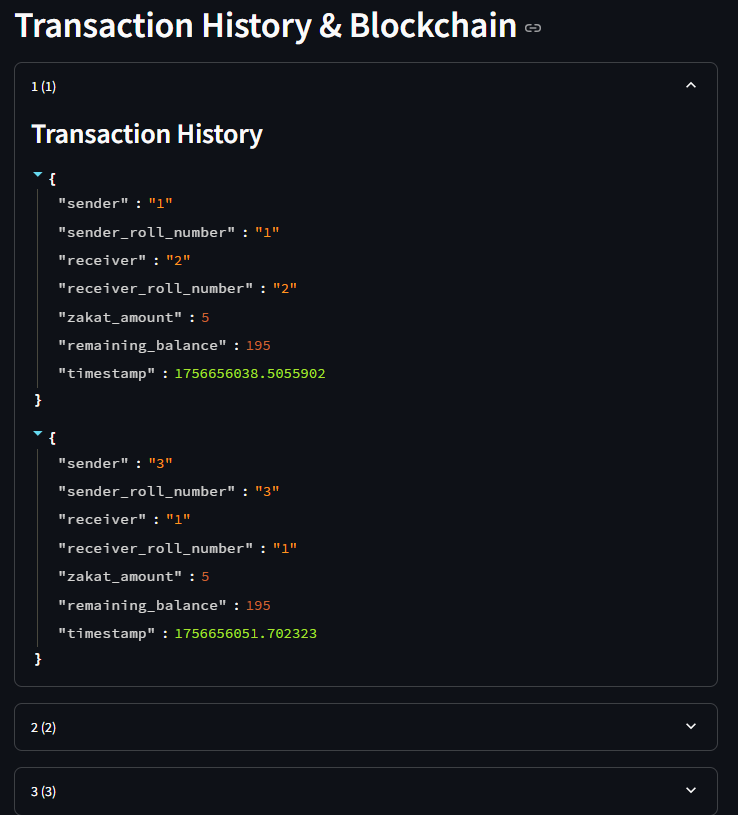 Transaction History & Blockchain
1 (1)
Transaction History
{
"sender" : "1"
"sender_roll_number" : "1"
"receiver" : "2"
"receiver_roll_number" : "2"
"zakat_amount" : 5
"remaining_balance" : 195
"timestamp" : 1756656038.5055902
}
{
"sender" : "3"
"sender_roll_number" : "3"
"receiver" : "1"
"receiver_roll_number" : "1"
"zakat_amount" : 5
"remaining_balance" : 195
"timestamp" : 1756656051.702323
}
2 (2)
3 (3)